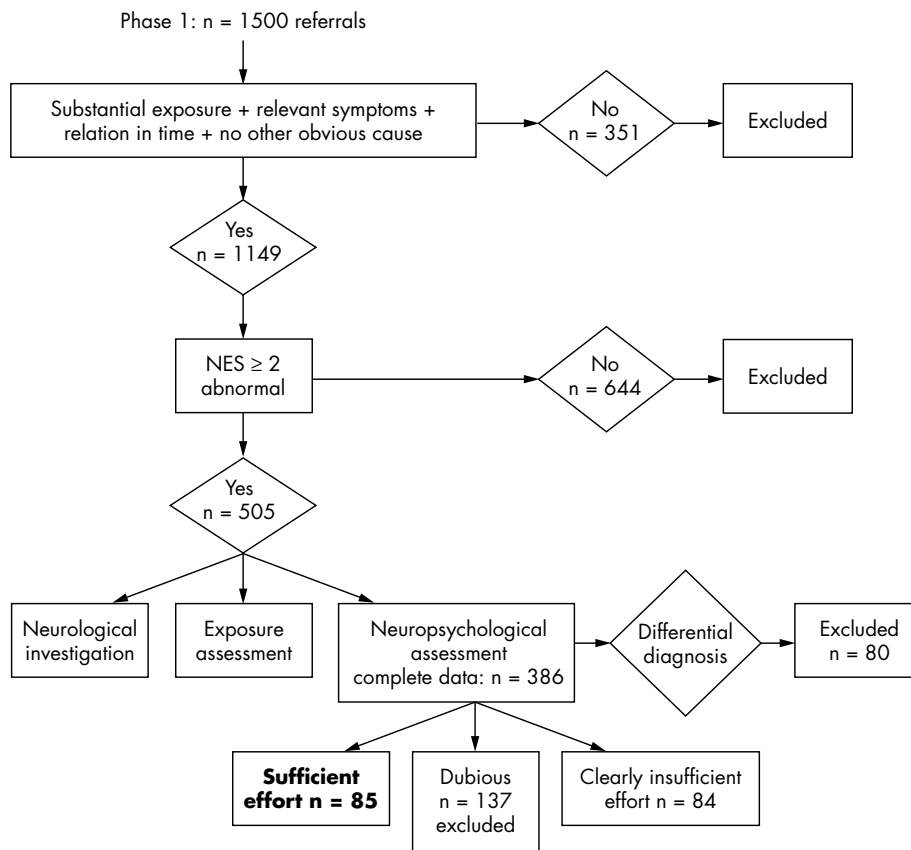 Phase 1: n = 1500 referrals
Substantial exposure + relevant symptoms +
relation in time + no other obvious cause
No
n = 351
Excluded
Yes
n = 1149
NES ≥ 2
abnormal
No
n = 644
Excluded
Yes
n = 505
Neurological
investigation
Exposure
assessment
Neuropsychological
assessment
complete data: n = 386
Differential
diagnosis
Excluded
n = 80
Sufficient
effort n = 85
Dubious
n = 137
excluded
Clearly insufficient
effort n = 84